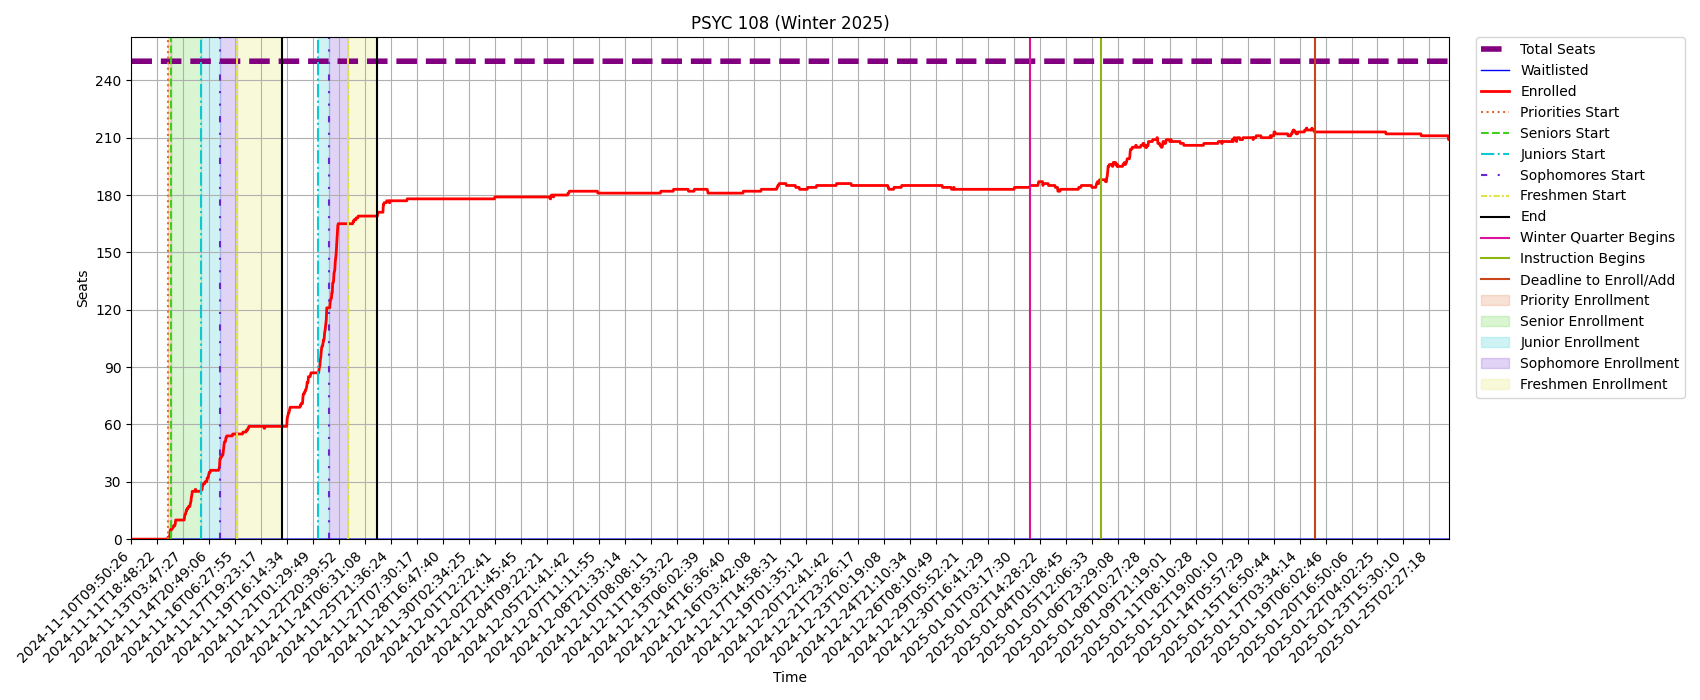 PSYC 108 (Winter 2025)
Seats
240
210
180
150
120
90
60
30
0
2024-11-10T09:50:26
2024-11-11T18:48:22
2024-11-13T03:47:27
2024-11-14T20:49:06
2024-11-16T06:27:55
2024-11-17T19:23:17
2024-11-19T16:14:34
2024-11-21T01:29:49
2024-11-22T20:39:52
2024-11-24T06:31:08
2024-11-25T21:36:24
2024-11-27T07:30:17
2024-11-28T16:47:40
2024-11-30T02:34:25
2024-12-01T12:22:41
2024-12-02T21:45:45
2024-12-04T09:22:21
2024-12-05T21:41:42
2024-12-07T11:11:55
2024-12-08T21:33:14
2024-12-10T08:08:11
2024-12-11T18:53:22
2024-12-13T06:02:39
2024-12-14T16:36:40
2024-12-16T03:42:08
2024-12-17T14:58:31
2024-12-19T01:35:12
2024-12-20T12:41:42
2024-12-21T23:26:17
2024-12-23T10:19:08
2024-12-24T21:10:34
2024-12-26T08:10:49
2024-12-29T05:52:21
2024-12-30T16:41:29
2025-01-01T03:17:30
2025-01-02T14:28:22
2025-01-04T01:08:45
2025-01-05T12:06:33
2025-01-06T23:29:08
2025-01-08T10:27:28
2025-01-09T21:19:01
2025-01-11T08:10:28
2025-01-12T19:00:10
2025-01-14T05:57:29
2025-01-15T16:50:44
2025-01-17T03:34:14
2025-01-19T06:02:46
2025-01-20T16:50:06
2025-01-22T04:02:25
2025-01-23T15:30:10
2025-01-25T02:27:18
Time
Total Seats
Waitlisted
Enrolled
Priorities Start
Seniors Start
Juniors Start
Sophomores Start
Freshmen Start
End
Winter Quarter Begins
Instruction Begins
Deadline to Enroll/Add
Priority Enrollment
Senior Enrollment
Junior Enrollment
Sophomore Enrollment
Freshmen Enrollment